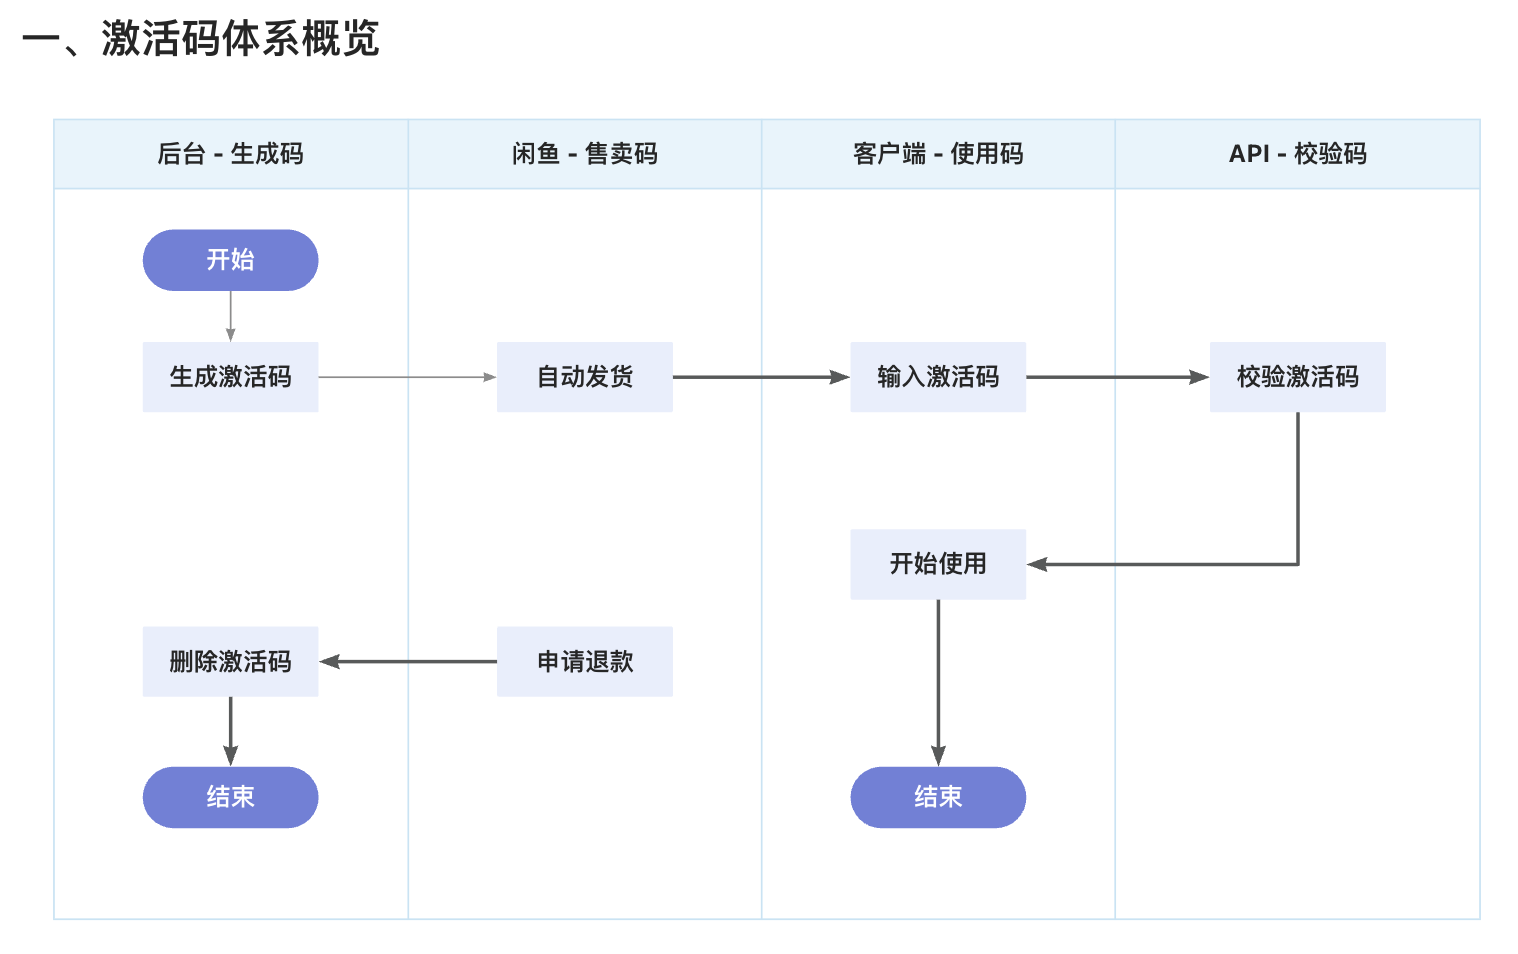 一、激活码体系概览
后台 - 生成码
闲鱼 - 售卖码
客户端 - 使用码
API - 校验码
开始
生成激活码
自动发货
输入激活码
校验激活码
开始使用
删除激活码
申请退款
结束
结束